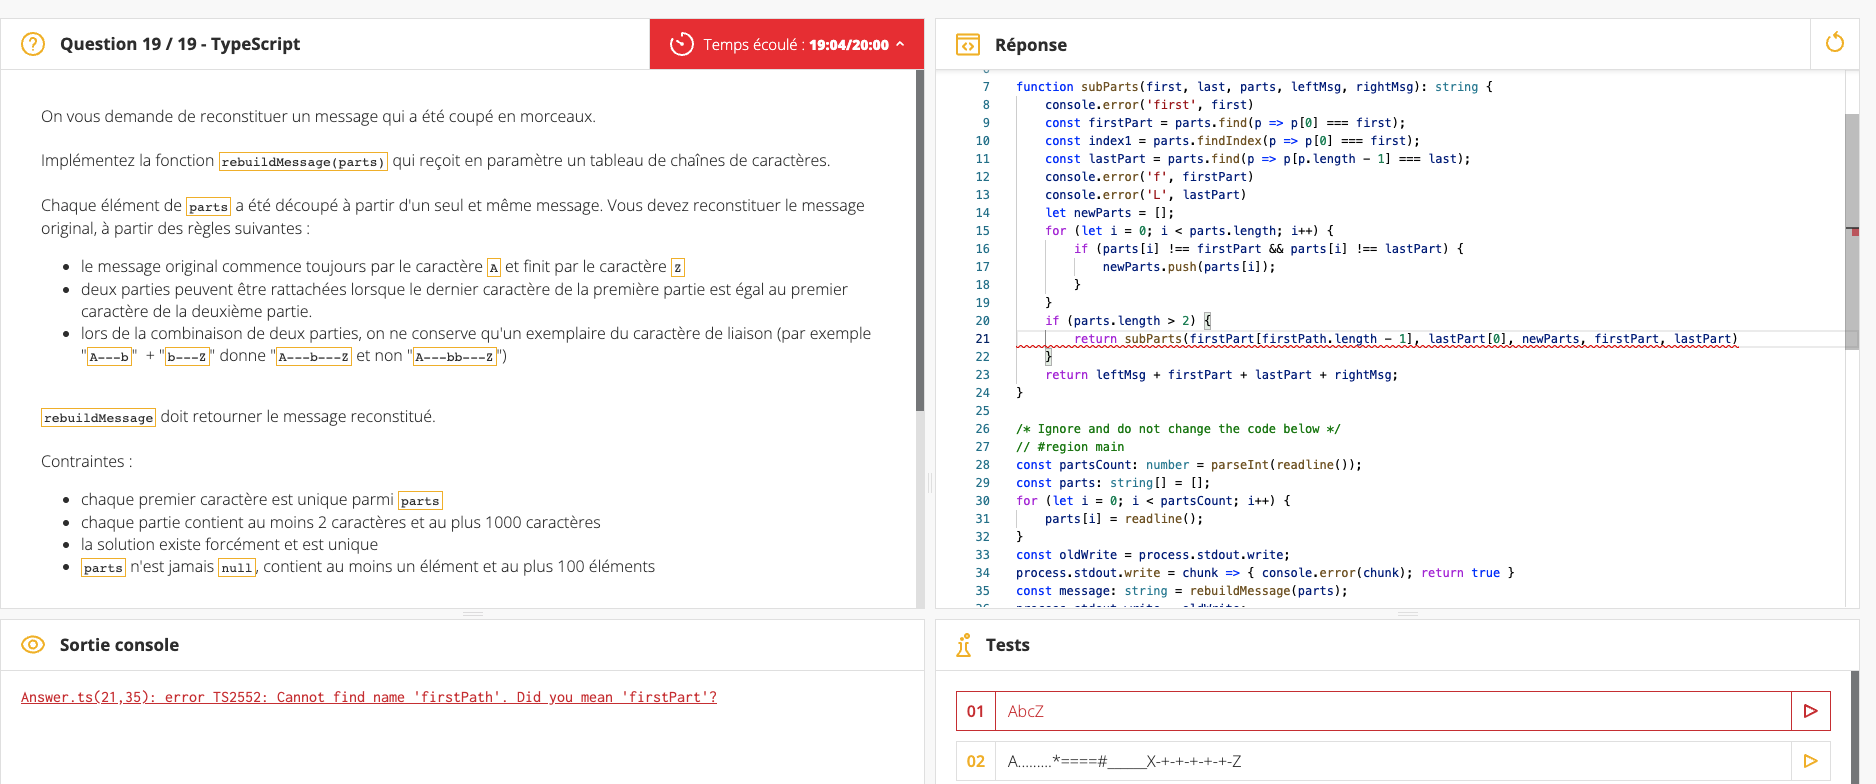 Question 19 / 19 - TypeScript
Temps écoulé : 19:04/20:00
On vous demande de reconstituer un message qui a été coupé en morceaux.
Implémentez la fonction rebuildMessage(parts) qui reçoit en paramètre un tableau de chaînes de caractères.
Chaque élément de parts a été découpé à partir d'un seul et même message. Vous devez reconstituer le message
original, à partir des règles suivantes :
• le message original commence toujours par le caractère A et finit par le caractère Z
• deux parties peuvent être rattachées lorsque le dernier caractère de la première partie est égal au premier
caractère de la deuxième partie.
• lors de la combinaison de deux parties, on ne conserve qu'un exemplaire du caractère de liaison (par exemple
"A---b" + "b---Z" donne "A---b---Z et non "A---bb---Z")
rebuildMessage doit retourner le message reconstitué.
Contraintes :
• chaque premier caractère est unique parmi parts
• chaque partie contient au moins 2 caractères et au plus 1000 caractères
• la solution existe forcément et est unique
• parts n'est jamais null, contient au moins un élément et au plus 100 éléments
Réponse
7 function subParts(first, last, parts, leftMsg, rightMsg): string {
8 console.error('first', first)
9 const firstPart = parts.find(p => p[0] === first);
10 const index1 = parts.findIndex(p => p[0] === first);
11 const lastPart = parts.find(p => p[p.length - 1] === last);
12 console.error('f', firstPart)
13 console.error('L', lastPart)
14 let newParts = [];
15 for (let i = 0; i < parts.length; i++) {
16 if (parts[i] !== firstPart && parts[i] !== lastPart) {
17 newParts.push(parts[i]);
18 }
19 }
20 if (parts.length > 2) {
21 return subParts(firstPart[firstPath.length - 1], lastPart[0], newParts, firstPart, lastPart)
22 }
23 return leftMsg + firstPart + lastPart + rightMsg;
24 }
25
26 /* Ignore and do not change the code below */
27 // #region main
28 const partsCount: number = parseInt(readline());
29 const parts: string[] = [];
30 for (let i = 0; i < partsCount; i++) {
31 parts[i] = readline();
32 }
33 const oldWrite = process.stdout.write;
34 process.stdout.write = chunk => { console.error(chunk); return true }
35 const message: string = rebuildMessage(parts);
Sortie console
Answer.ts(21,35): error TS2552: Cannot find name 'firstPath'. Did you mean 'firstPart'?
Tests
01 AbcZ
02